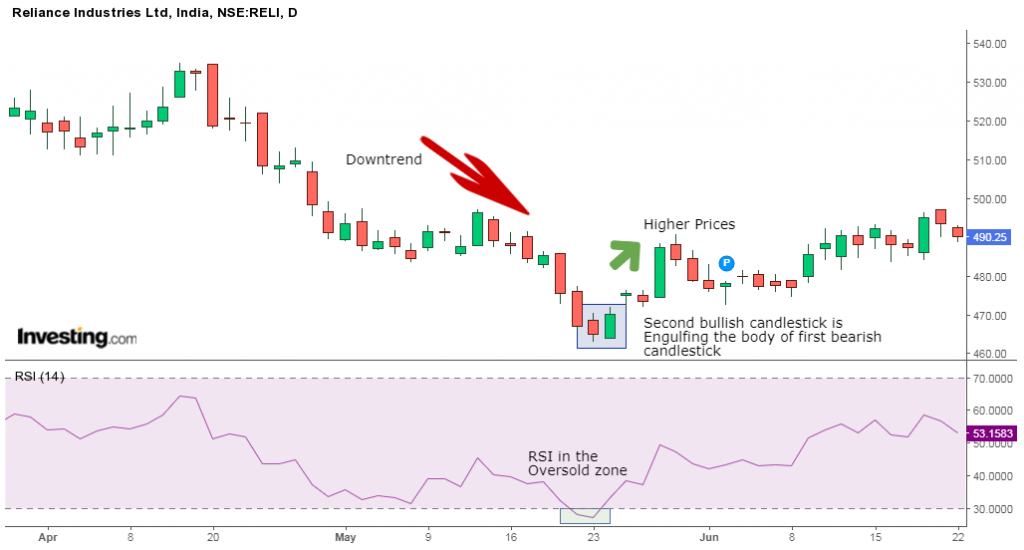 Reliance Industries Ltd, India, NSE:RELI, D
540.00
530.00
520.00
Downtrend
510.00
500.00
Higher Prices
490.25
P
480.00
470.00
Second bullish candlestick is
Engulfing the body of first bearish
candlestick
Investing.com
460.00
RSI (14)
70.0000
60.0000
53.1583
RSI in the
Oversold zone
40.0000
30.0000
Apr
8
20
May
9
16
23
Jun
8
15
22